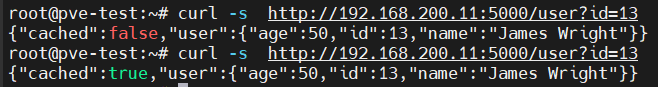 root@pve-test:~# curl -s  http://192.168.200.11:5000/user?id=13
{"cached":false,"user":{"age":50,"id":13,"name":"James Wright"}}
root@pve-test:~# curl -s  http://192.168.200.11:5000/user?id=13
{"cached":true,"user":{"age":50,"id":13,"name":"James Wright"}}